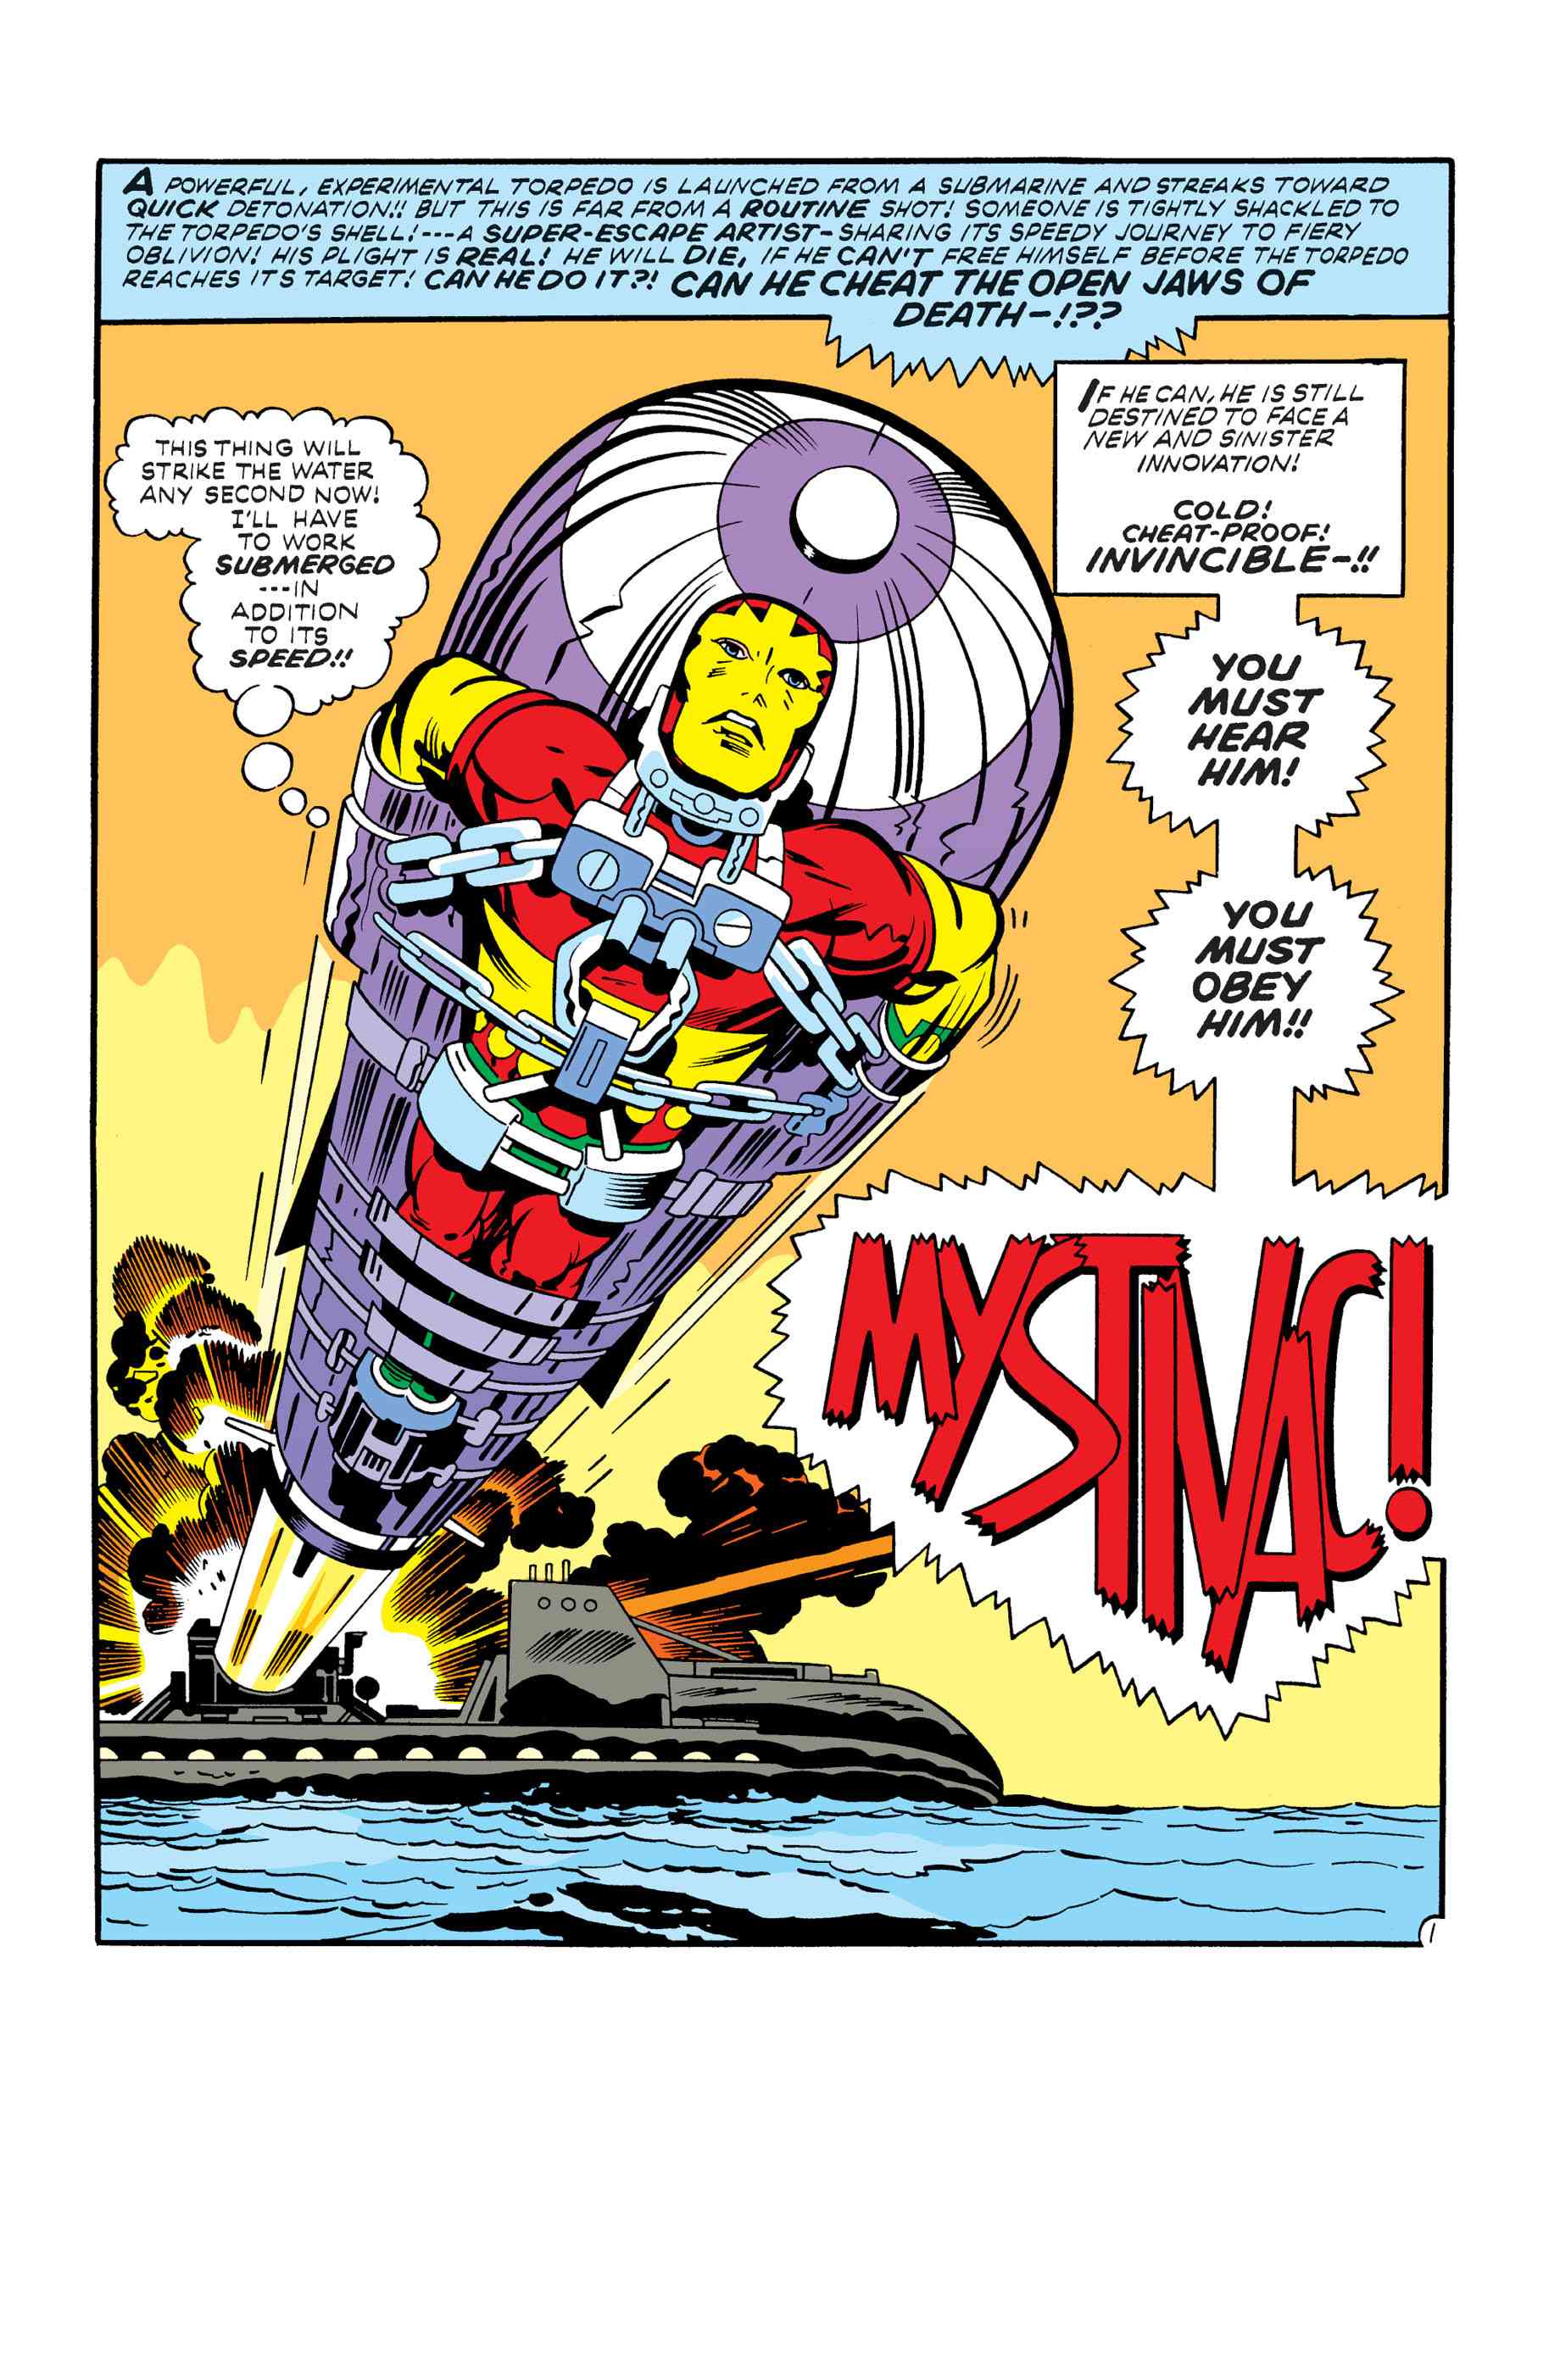 A POWERFUL, EXPERIMENTAL TORPEDO IS LAUNCHED FROM A SUBMARINE AND STREAKS TOWARD
QUICK DETONATION!! BUT THIS IS FAR FROM A ROUTINE SHOT! SOMEONE IS TIGHTLY SHACKLED TO
THE TORPEDO'S SHELL!---A SUPER-ESCAPE ARTIST- SHARING ITS SPEEDY JOURNEY TO FIERY
OBLIVION! HIS PLIGHT IS REAL! HE WILL DIE, IF HE CAN'T FREE HIMSELF BEFORE THE TORPEDO
REACHES ITS TARGET! CAN HE DO IT?! CAN HE CHEAT THE OPEN JAWS OF
DEATH-!??
THIS THING WILL
STRIKE THE WATER
ANY SECOND NOW!
I'LL HAVE
TO WORK
SUBMERGED
---IN
ADDITION
TO ITS
SPEED!!
IF HE CAN, HE IS STILL
DESTINED TO FACE A
NEW AND SINISTER
INNOVATION!
COLD!
CHEAT-PROOF!
INVINCIBLE-!!
YOU
MUST
HEAR
HIM!
YOU
MUST
OBEY
HIM!!
MYSTIVAC!
1